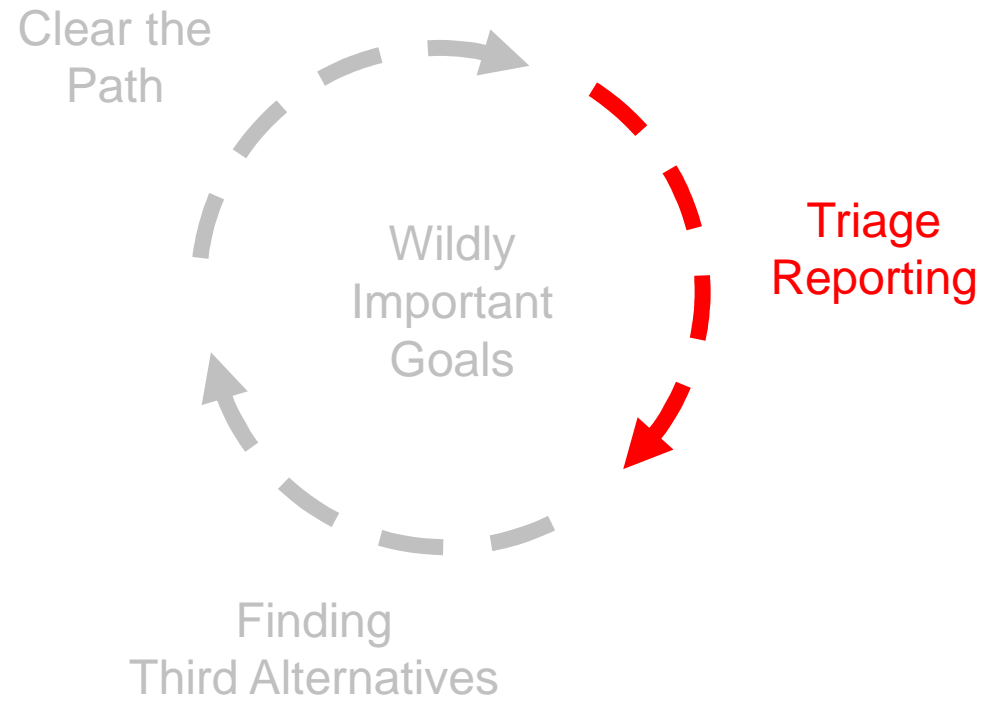 Clear the
Path
Triage
Reporting
Wildly
Important
Goals
Finding
Third Alternatives